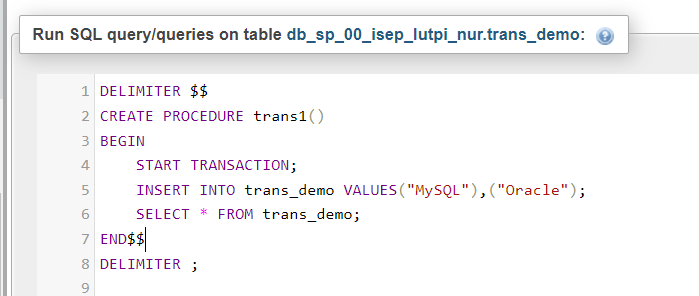 Run SQL query/queries on table db_sp_00_isep_lutpi_nur.trans_demo:
1 DELIMITER $$
2 CREATE PROCEDURE trans1()
3 BEGIN
4 START TRANSACTION;
5 INSERT INTO trans_demo VALUES("MySQL"),("Oracle");
6 SELECT * FROM trans_demo;
7 END$$
8 DELIMITER ;
9